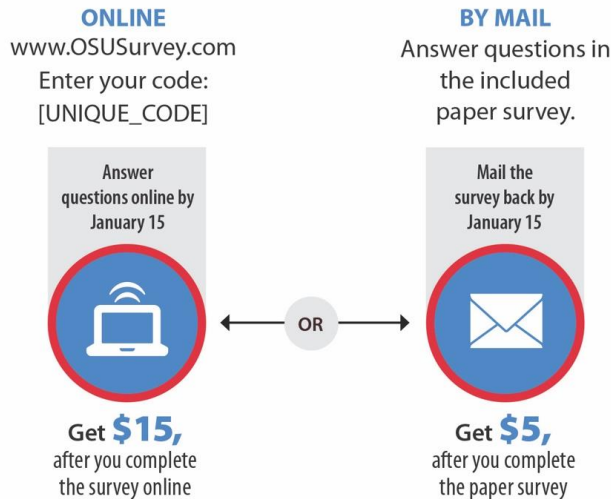 ONLINE
www.OSUSurvey.com
Enter your code:
[UNIQUE_CODE]
Answer
questions online by
January 15
Get $15,
after you complete
the survey online
OR
BY MAIL
Answer questions in
the included
paper survey.
Mail the
survey back by
January 15
Get $5,
after you complete
the paper survey